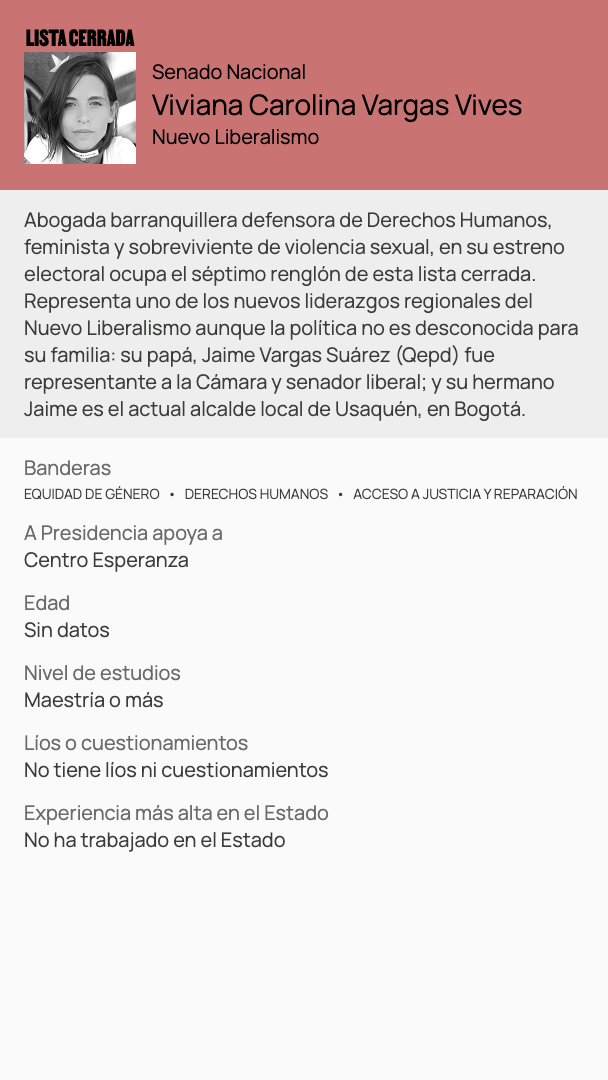 LISTA CERRADA
Senado Nacional
Viviana Carolina Vargas Vives
Nuevo Liberalismo
Abogada barranquillera defensora de Derechos Humanos,
feminista y sobreviviente de violencia sexual, en su estreno
electoral ocupa el séptimo renglón de esta lista cerrada.
Representa uno de los nuevos liderazgos regionales del
Nuevo Liberalismo aunque la política no es desconocida para
su familia: su papá, Jaime Vargas Suárez (Qepd) fue
representante a la Cámara y senador liberal; y su hermano
Jaime es el actual alcalde local de Usaquén, en Bogotá.
Banderas
EQUIDAD DE GÉNERO • DERECHOS HUMANOS • ACCESO A JUSTICIA Y REPARACIÓN
A Presidencia apoya a
Centro Esperanza
Edad
Sin datos
Nivel de estudios
Maestría o más
Líos o cuestionamientos
No tiene líos ni cuestionamientos
Experiencia más alta en el Estado
No ha trabajado en el Estado